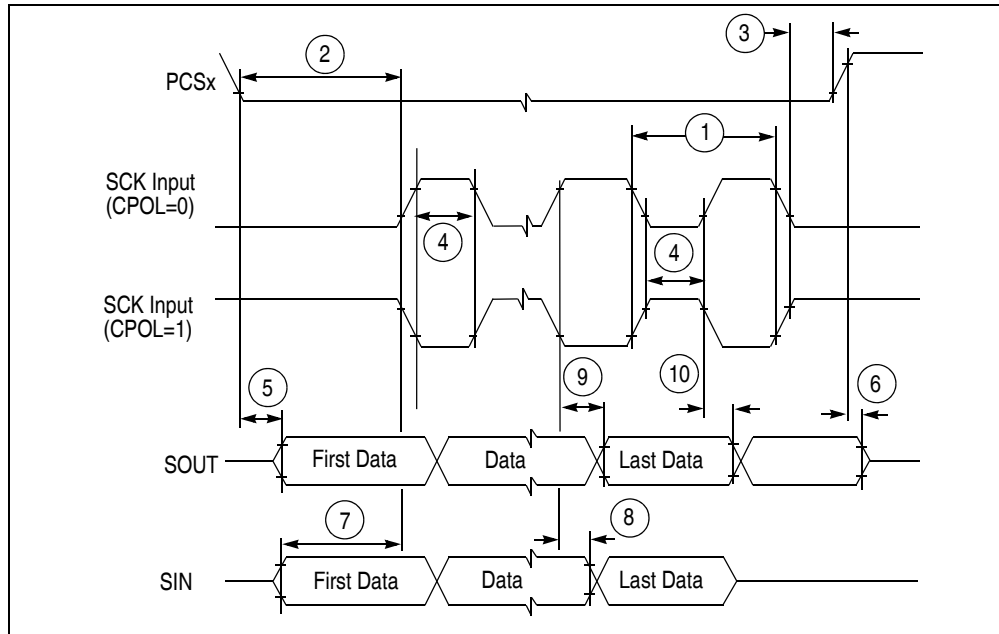 3
2
PCSx
1
SCK Input
(CPOL=0)
4
4
SCK Input
(CPOL=1)
5
9
10
6
SOUT
First Data
Data
Last Data
7
8
SIN
First Data
Data
Last Data